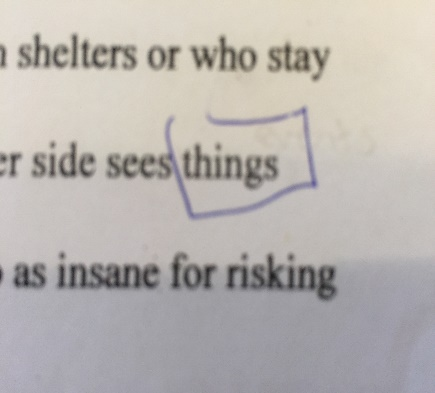 shelters or who stay
side sees things
as insane for risking